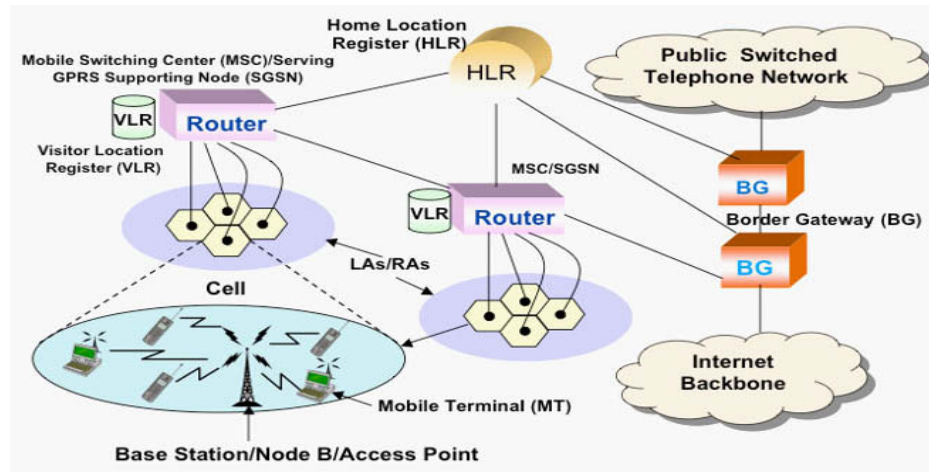 Home Location
Register (HLR)
Mobile Switching Center (MSC)/Serving
GPRS Supporting Node (SGSN)
HLR
Public Switched
Telephone Network
VLR
Router
Visitor Location
Register (VLR)
MSC/SGSN
VLR
Router
BG
Border Gateway (BG)
BG
LAs/RAs
Cell
Internet
Backbone
Mobile Terminal (MT)
Base Station/Node B/Access Point